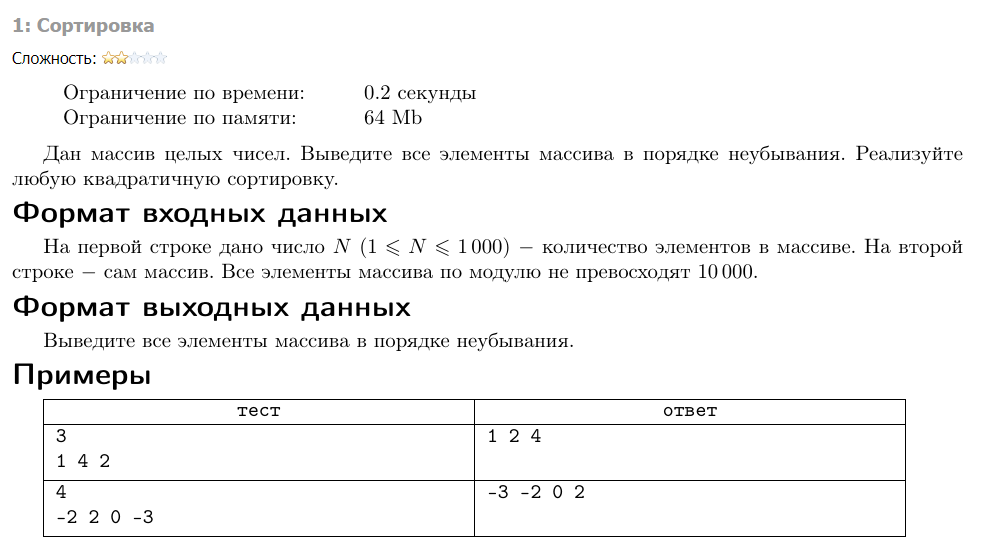 1: Сортировка
Сложность:
Ограничение по времени: 0.2 секунды
Ограничение по памяти: 64 Mb
Дан массив целых чисел. Выведите все элементы массива в порядке неубывания. Реализуйте
любую квадратичную сортировку.
Формат входных данных
На первой строке дано число N (1 ⩽ N ⩽ 1 000) – количество элементов в массиве. На второй
строке – сам массив. Все элементы массива по модулю не превосходят 10 000.
Формат выходных данных
Выведите все элементы массива в порядке неубывания.
Примеры
тест ответ
3 1 2 4
1 4 2
4 -3 -2 0 2
-2 2 0 -3